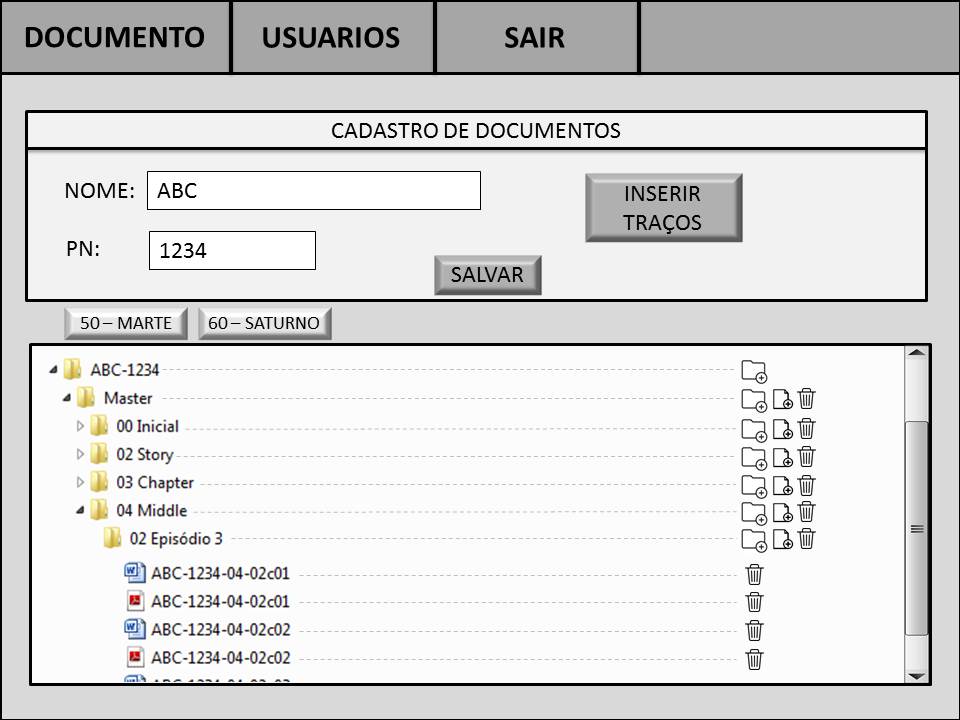 DOCUMENTO USUARIOS SAIR
CADASTRO DE DOCUMENTOS
NOME: ABC
INSERIR
TRAÇOS
PN: 1234
SALVAR
50 – MARTE 60 – SATURNO
ABC-1234
Master
00 Inicial
02 Story
03 Chapter
04 Middle
02 Episódio 3
ABC-1234-04-02c01
ABC-1234-04-02c01
ABC-1234-04-02c02
ABC-1234-04-02c02